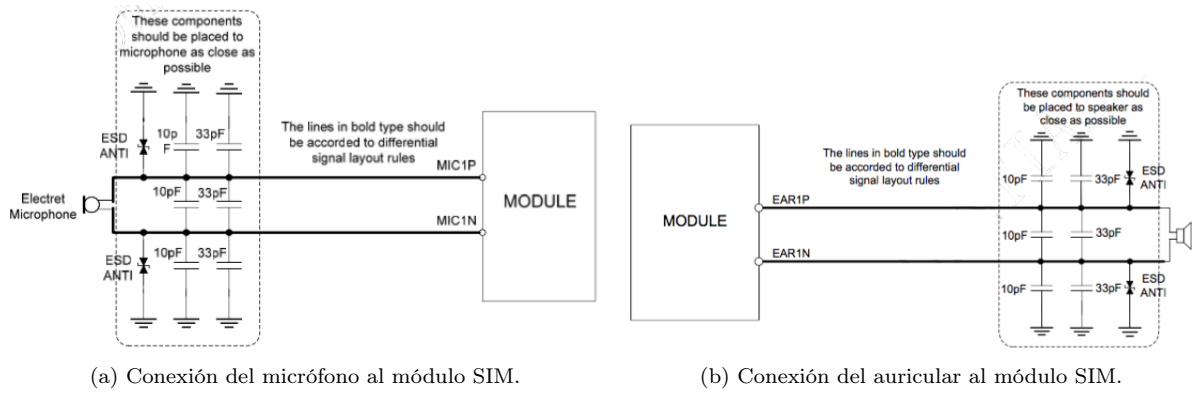 These components
should be placed to
microphone as close as
possible
ESD
ANTI
10p
F
33pF
The lines in bold type should
be accorded to differential
signal layout rules
MIC1P
Electret
Microphone
10pF
33pF
MODULE
MIC1N
ESD
ANTI
10pF
33pF
(a) Conexión del micrófono al módulo SIM.
These components should
be placed to speaker as
close as possible
The lines in bold type should
be accorded to differential
signal layout rules
10pF
33pF
ESD
ANTI
EAR1P
MODULE
10pF
33pF
EAR1N
10pF
33pF
ESD
ANTI
(b) Conexión del auricular al módulo SIM.